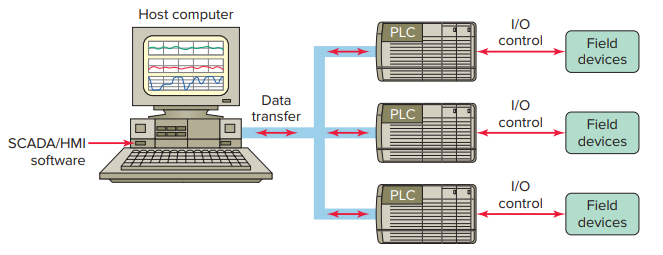 Host computer
SCADA/HMI
software
Data
transfer
PLC
I/O
control
Field
devices
PLC
I/O
control
Field
devices
PLC
I/O
control
Field
devices